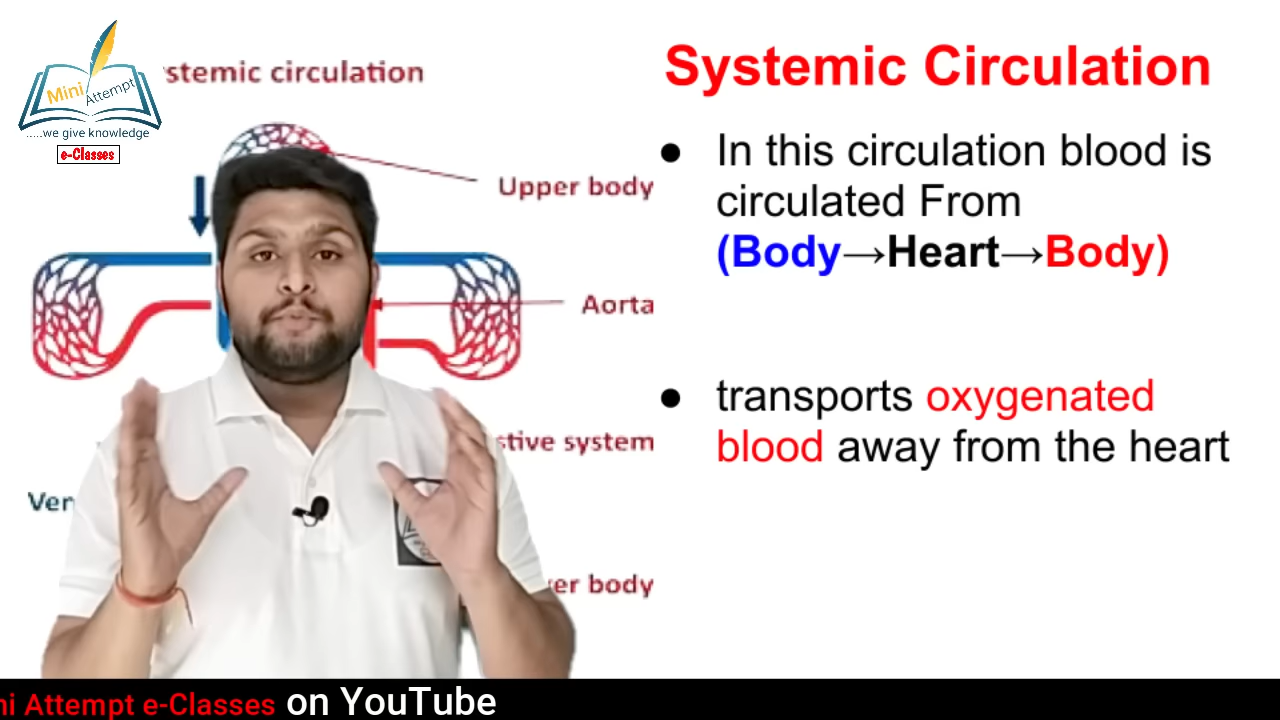 Mini Attempt
.....we give knowledge
e-Classes
stemic circulation
Upper body
Aorta
stive system
Ven
er body
Systemic Circulation
● In this circulation blood is
circulated From
(Body→Heart→Body)
● transports oxygenated
blood away from the heart
ni Attempt e-Classes on YouTube